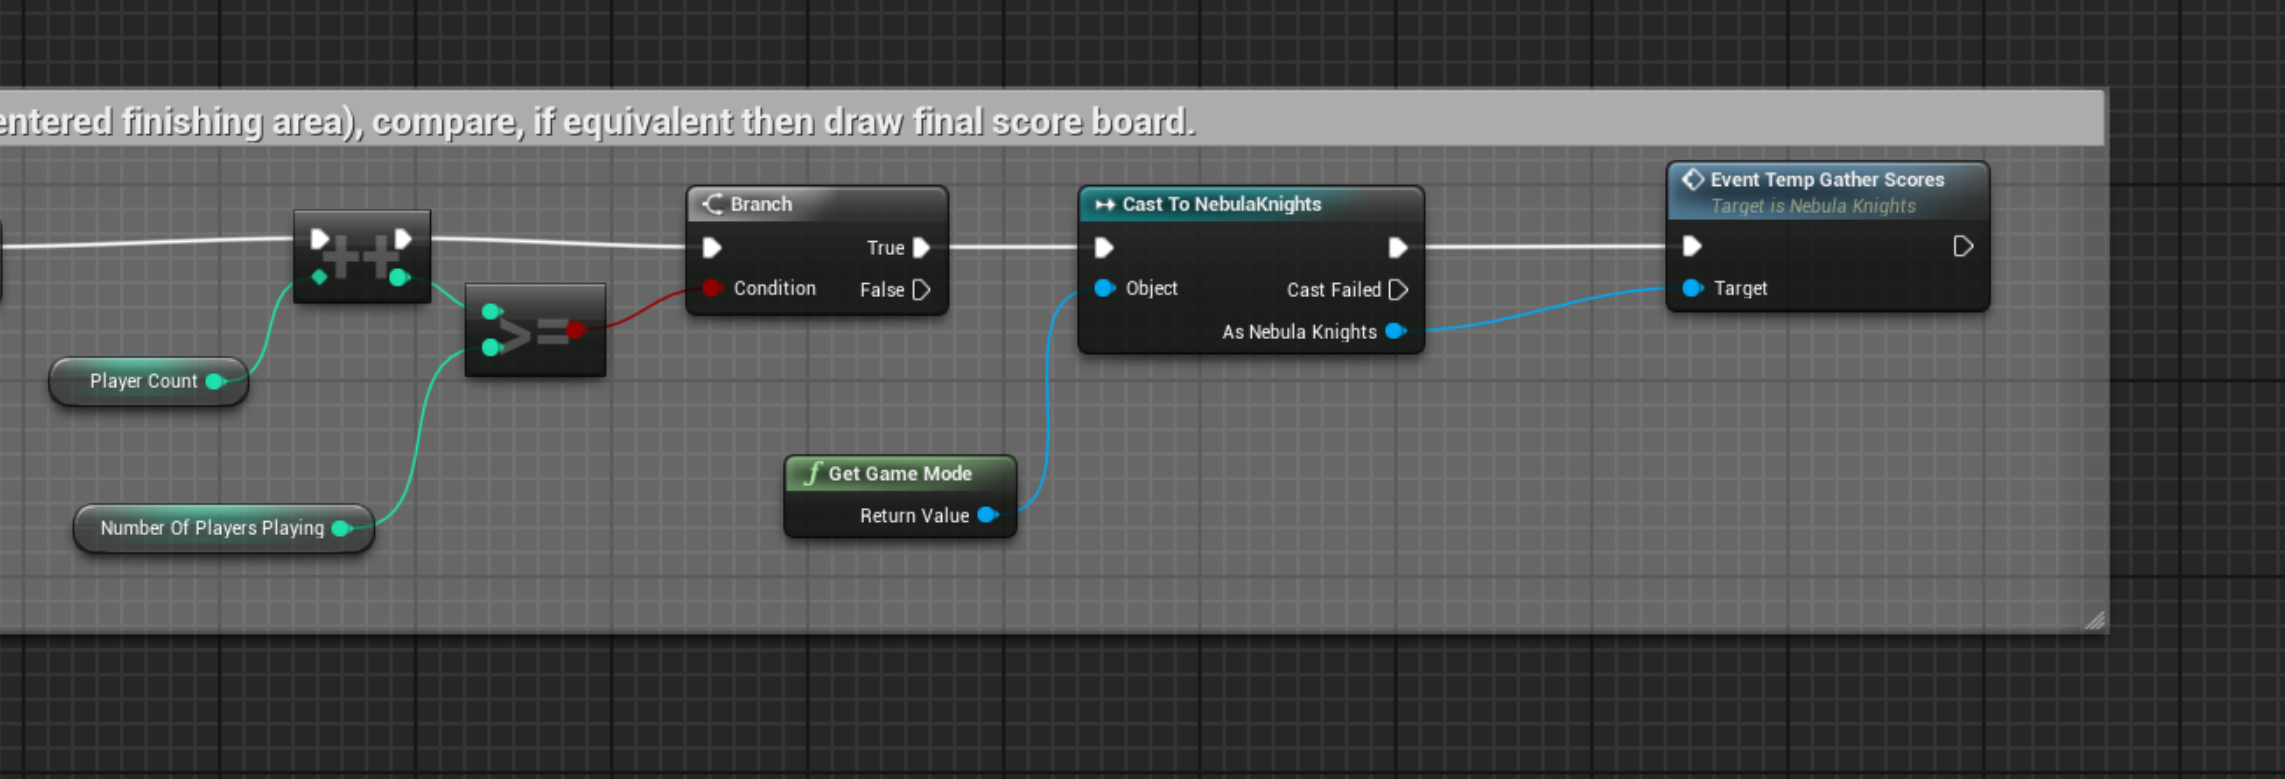 entered finishing area), compare, if equivalent then draw final score board.
Event Temp Gather Scores
Target is Nebula Knights
Target
Branch
True
Condition
False
Cast To NebulaKnights
Object
Cast Failed
As Nebula Knights
++
>=
Player Count
Number Of Players Playing
f Get Game Mode
Return Value